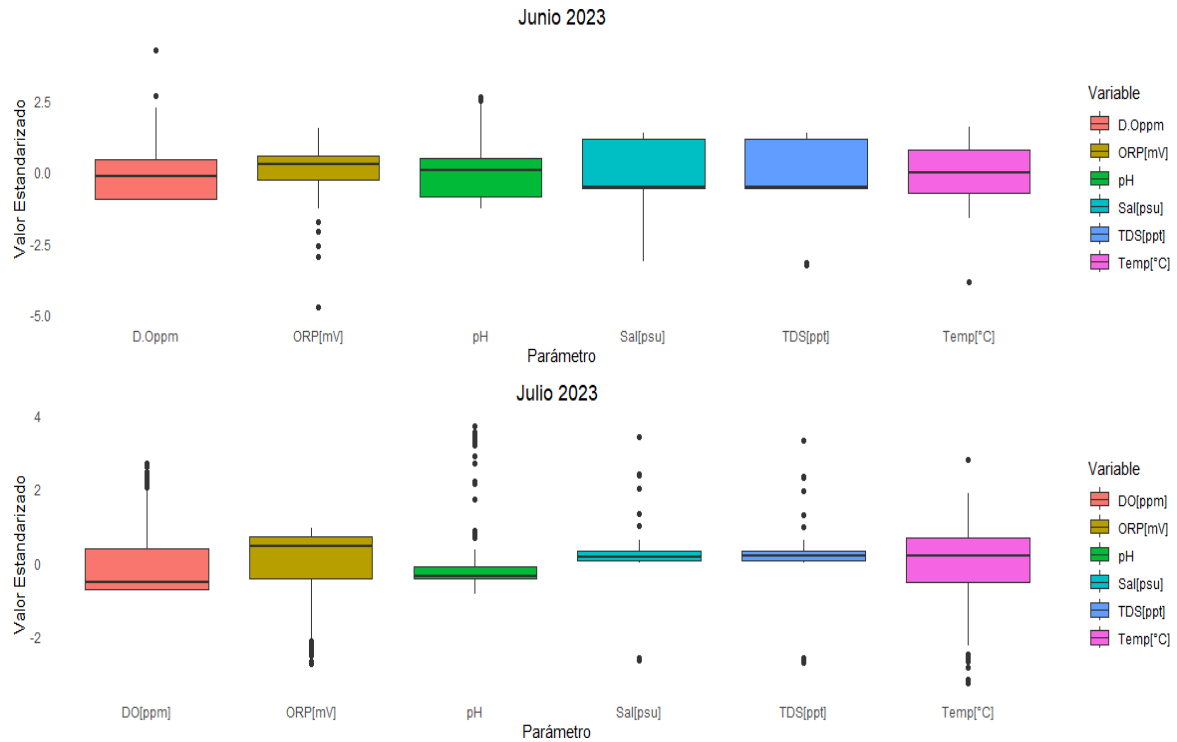 Junio 2023
Valor Estandarizado
2.5
0.0
-2.5
-5.0
D.Oppm ORP[mV] pH Sal[psu] TDS[ppt] Temp[°C]
Parámetro
Variable
D.Oppm
ORP[mV]
pH
Sal[psu]
TDS[ppt]
Temp[°C]
Julio 2023
Valor Estandarizado
4
2
0
-2
DO[ppm] ORP[mV] pH Sal[psu] TDS[ppt] Temp[°C]
Parámetro
Variable
DO[ppm]
ORP[mV]
pH
Sal[psu]
TDS[ppt]
Temp[°C]